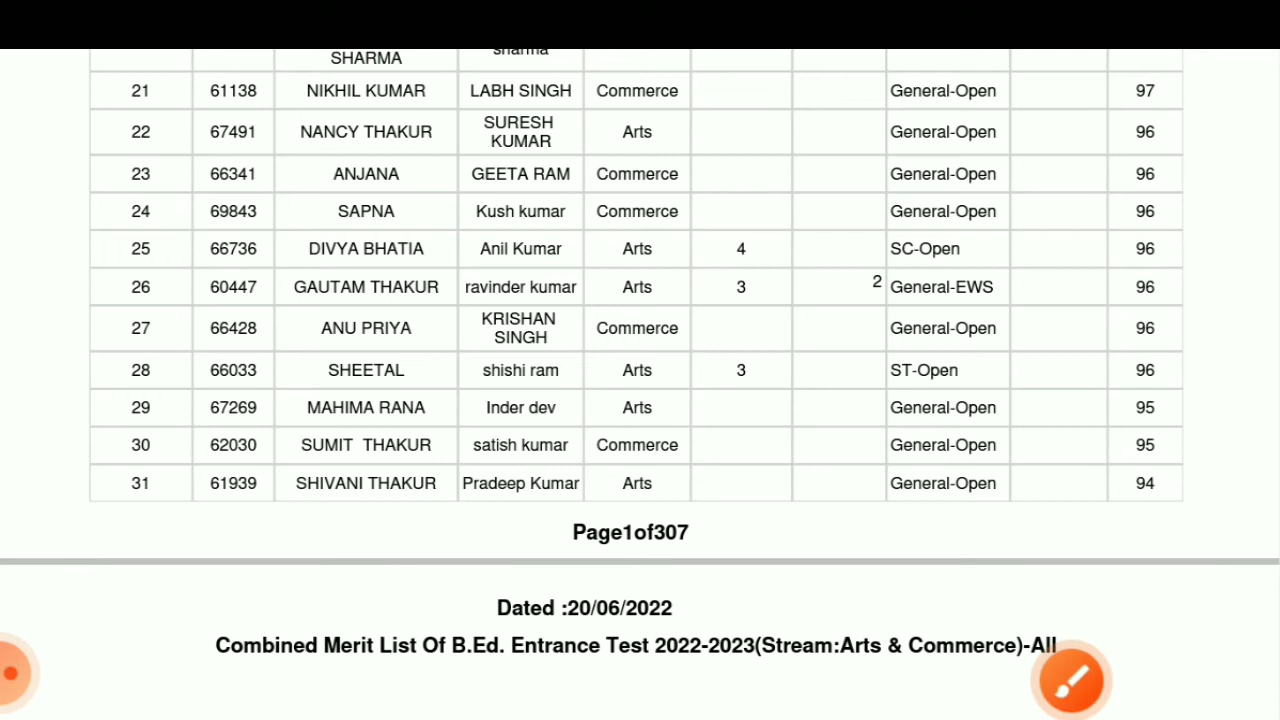 SHARMA sharma
21 61138 NIKHIL KUMAR LABH SINGH Commerce General-Open 97
22 67491 NANCY THAKUR SURESH KUMAR Arts General-Open 96
23 66341 ANJANA GEETA RAM Commerce General-Open 96
24 69843 SAPNA Kush kumar Commerce General-Open 96
25 66736 DIVYA BHATIA Anil Kumar Arts 4 SC-Open 96
26 60447 GAUTAM THAKUR ravinder kumar Arts 3 2 General-EWS 96
27 66428 ANU PRIYA KRISHAN SINGH Commerce General-Open 96
28 66033 SHEETAL shishi ram Arts 3 ST-Open 96
29 67269 MAHIMA RANA Inder dev Arts General-Open 95
30 62030 SUMIT THAKUR satish kumar Commerce General-Open 95
31 61939 SHIVANI THAKUR Pradeep Kumar Arts General-Open 94
Page1of307
Dated :20/06/2022
Combined Merit List Of B.Ed. Entrance Test 2022-2023(Stream:Arts & Commerce)-All